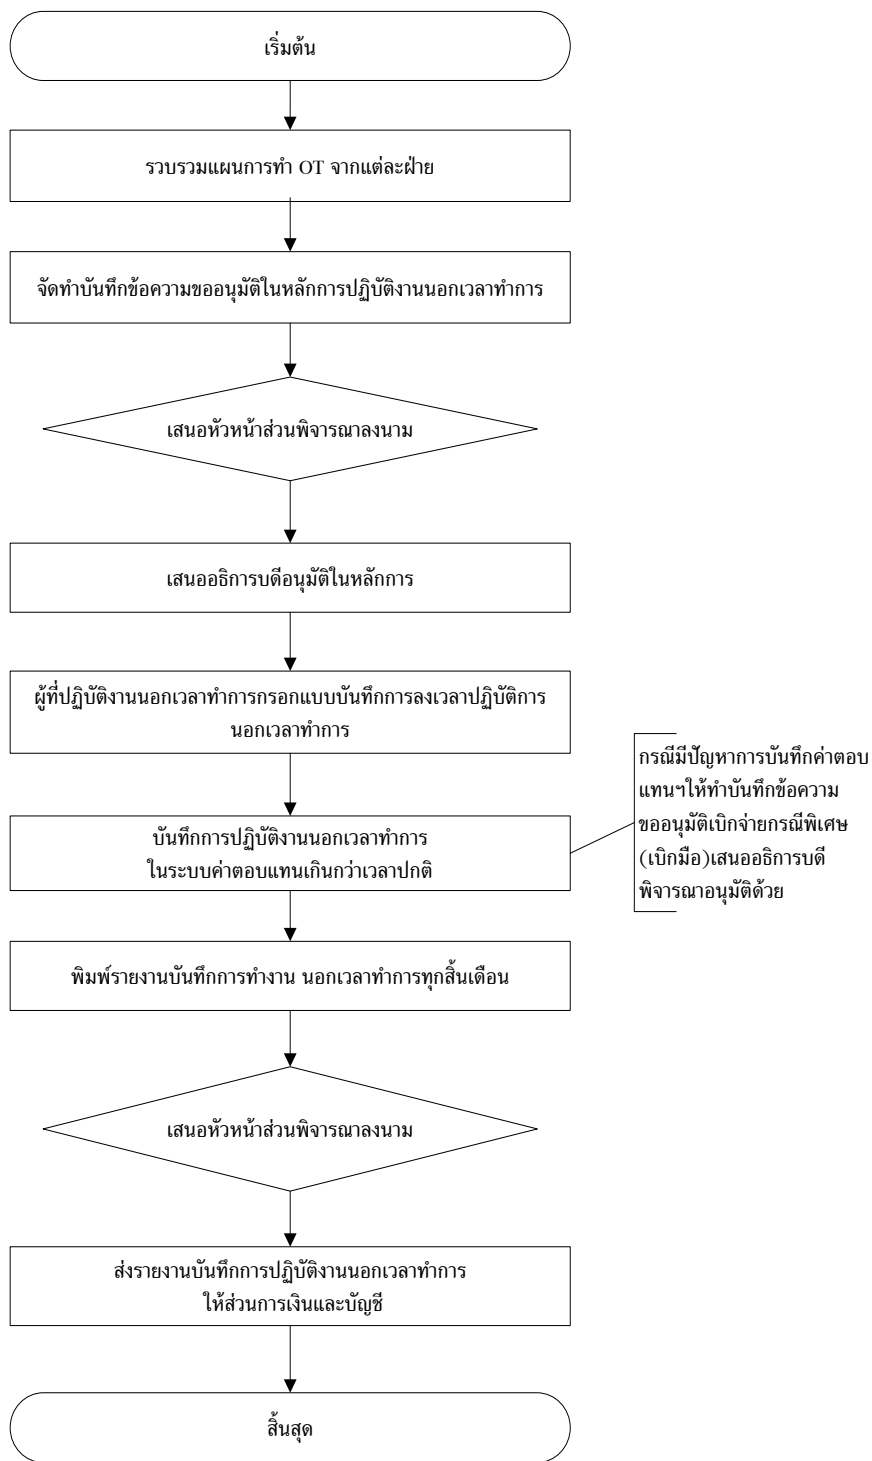 เริ่มต้น
รวบรวมแผนการทำ OT จากแต่ละฝ่าย
จัดทำบันทึกข้อความขออนุมัติในหลักการปฏิบัติงานนอกเวลาทำการ
เสนอหัวหน้าส่วนพิจารณาลงนาม
เสนออธิการบดีอนุมัติในหลักการ
ผู้ที่ปฏิบัติงานนอกเวลาทำการกรอกแบบบันทึกการลงเวลาปฏิบัติการ
นอกเวลาทำการ
บันทึกการปฏิบัติงานนอกเวลาทำการ
ในระบบค่าตอบแทนเกินกว่าเวลาปกติ
กรณีมีปัญหาการบันทึกค่าตอบ
แทนฯให้ทำบันทึกข้อความ
ขออนุมัติเบิกจ่ายกรณีพิเศษ
(เบิกมือ)เสนออธิการบดี
พิจารณาอนุมัติด้วย
พิมพ์รายงานบันทึกการทำงาน นอกเวลาทำการทุกสิ้นเดือน
เสนอหัวหน้าส่วนพิจารณาลงนาม
ส่งรายงานบันทึกการปฏิบัติงานนอกเวลาทำการ
ให้ส่วนการเงินและบัญชี
สิ้นสุด